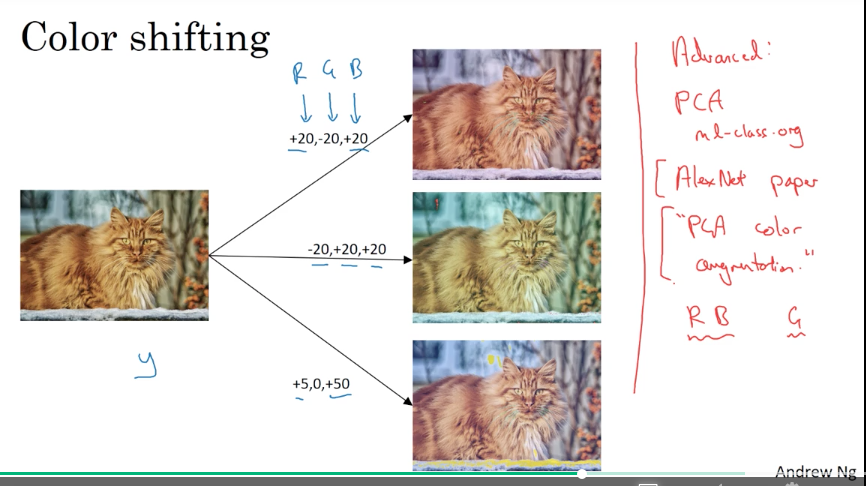 Color shifting
R G B
+20,-20,+20
-20,+20,+20
+5,0,+50
y
Advanced:
PCA
ml-class.org
[ AlexNet paper
[ "PCA color
augmentation."
R B G
Andrew Ng